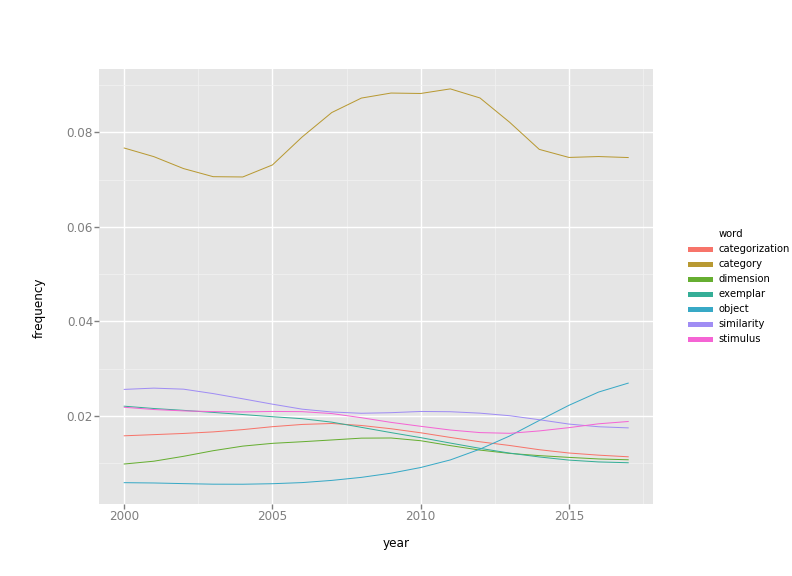 0.08
0.06
0.04
0.02
frequency
2000
2005
2010
2015
year
word
categorization
category
dimension
exemplar
object
similarity
stimulus